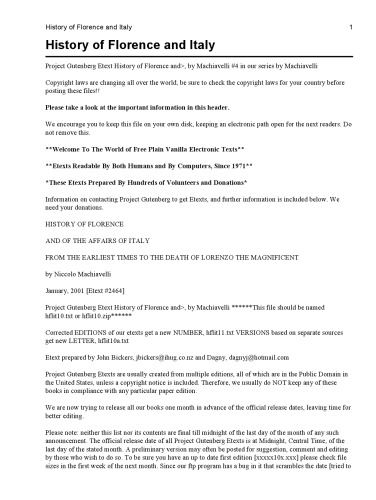 History of Florence and Italy 1
History of Florence and Italy
Project Gutenberg Etext History of Florence and>, by Machiavelli #4 in our series by Machiavelli
Copyright laws are changing all over the world, be sure to check the copyright laws for your country before
posting these files!!
Please take a look at the important information in this header.
We encourage you to keep this file on your own disk, keeping an electronic path open for the next readers. Do
not remove this.
**Welcome To The World of Free Plain Vanilla Electronic Texts**
**Etexts Readable By Both Humans and By Computers, Since 1971**
*These Etexts Prepared By Hundreds of Volunteers and Donations*
Information on contacting Project Gutenberg to get Etexts, and further information is included below. We
need your donations.
HISTORY OF FLORENCE
AND OF THE AFFAIRS OF ITALY
FROM THE EARLIEST TIMES TO THE DEATH OF LORENZO THE MAGNIFICENT
by Niccolo Machiavelli
January, 2001 [Etext #2464]
Project Gutenberg Etext History of Florence and>, by Machiavelli ******This file should be named
hflit10.txt or hflit10.zip******
Corrected EDITIONS of our etexts get a new NUMBER, hflit11.txt VERSIONS based on separate sources
get new LETTER, hflit10a.txt
Etext prepared by John Bickers, jbickers@ihug.co.nz and Dagny, dagnyj@hotmail.com
Project Gutenberg Etexts are usually created from multiple editions, all of which are in the Public Domain in
the United States, unless a copyright notice is included. Therefore, we usually do NOT keep any of these
books in compliance with any particular paper edition.
We are now trying to release all our books one month in advance of the official release dates, leaving time for
better editing.
Please note: neither this list nor its contents are final till midnight of the last day of the month of any such
announcement. The official release date of all Project Gutenberg Etexts is at Midnight, Central Time, of the
last day of the stated month. A preliminary version may often be posted for suggestion, comment and editing
by those who wish to do so. To be sure you have an up to date first edition [xxxxx10x.xxx] please check file
sizes in the first week of the next month. Since our ftp program has a bug in it that scrambles the date [tried to